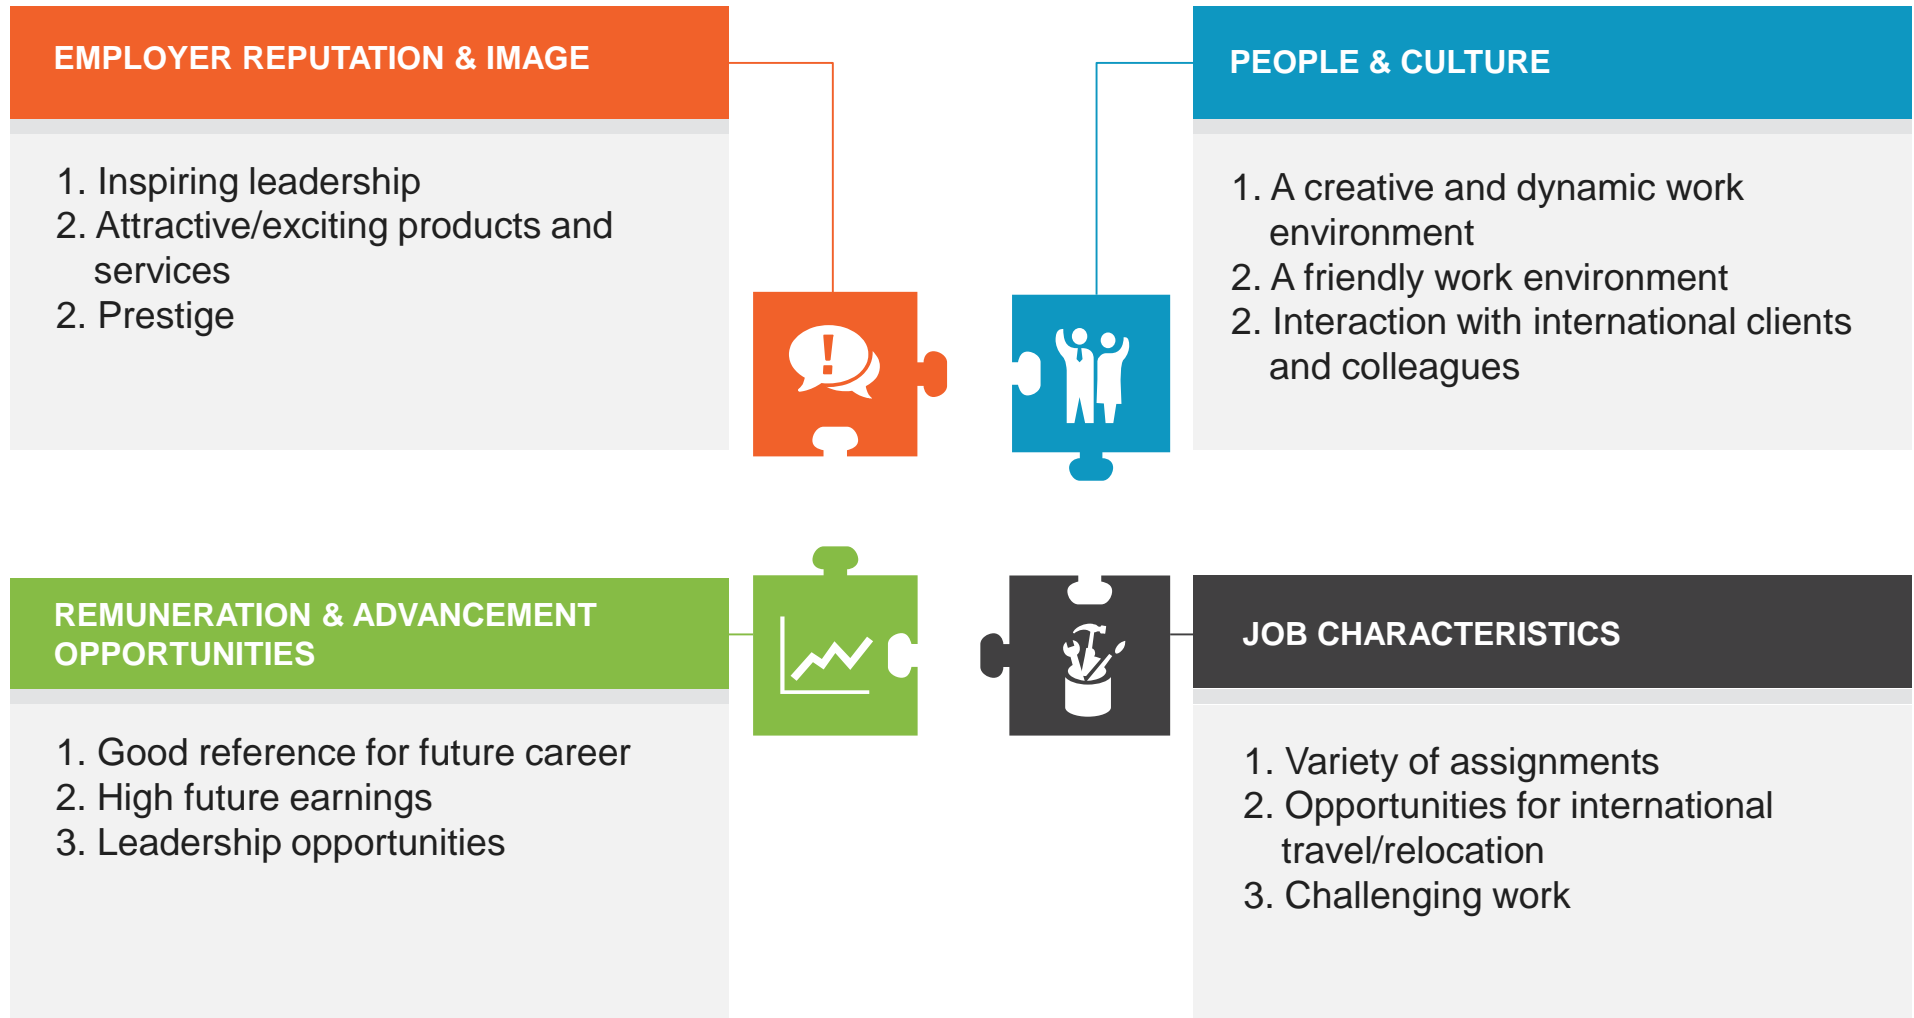 EMPLOYER REPUTATION & IMAGE
1. Inspiring leadership
2. Attractive/exciting products and
services
2. Prestige
PEOPLE & CULTURE
1. A creative and dynamic work
environment
2. A friendly work environment
2. Interaction with international clients
and colleagues
!
REMUNERATION & ADVANCEMENT
OPPORTUNITIES
1. Good reference for future career
2. High future earnings
3. Leadership opportunities
JOB CHARACTERISTICS
1. Variety of assignments
2. Opportunities for international
travel/relocation
3. Challenging work